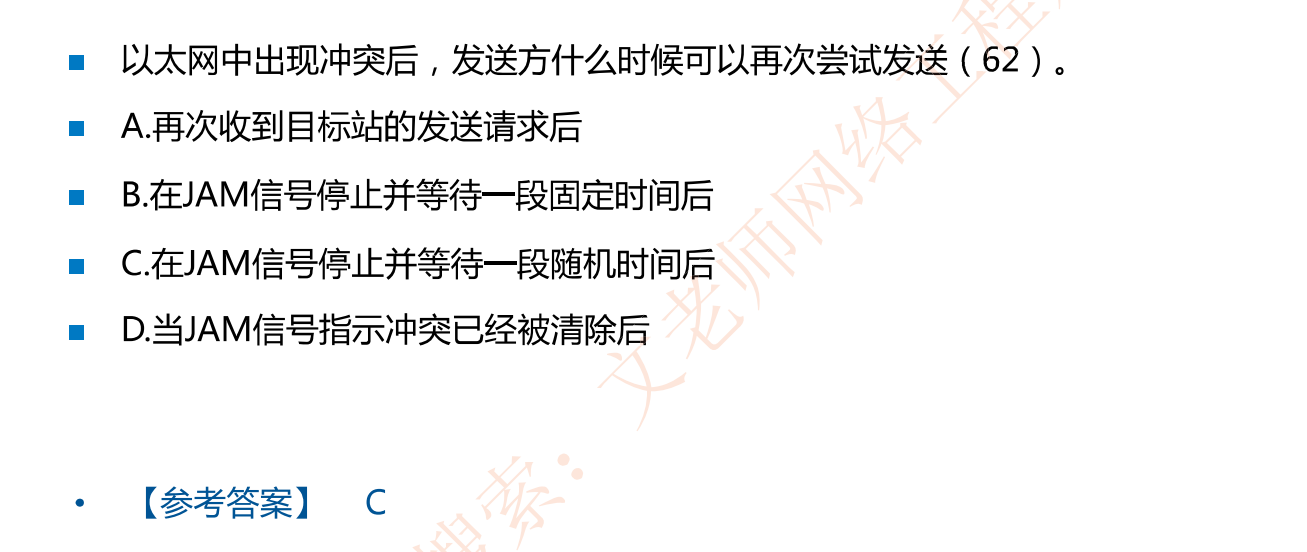 以太网中出现冲突后，发送方什么时候可以再次尝试发送（62）。
A.再次收到目标站的发送请求后
B.在JAM信号停止并等待一段固定时间后
C.在JAM信号停止并等待一段随机时间后
D.当JAM信号指示冲突已经被清除后
【参考答案】 C
搜索：文老师网络工程